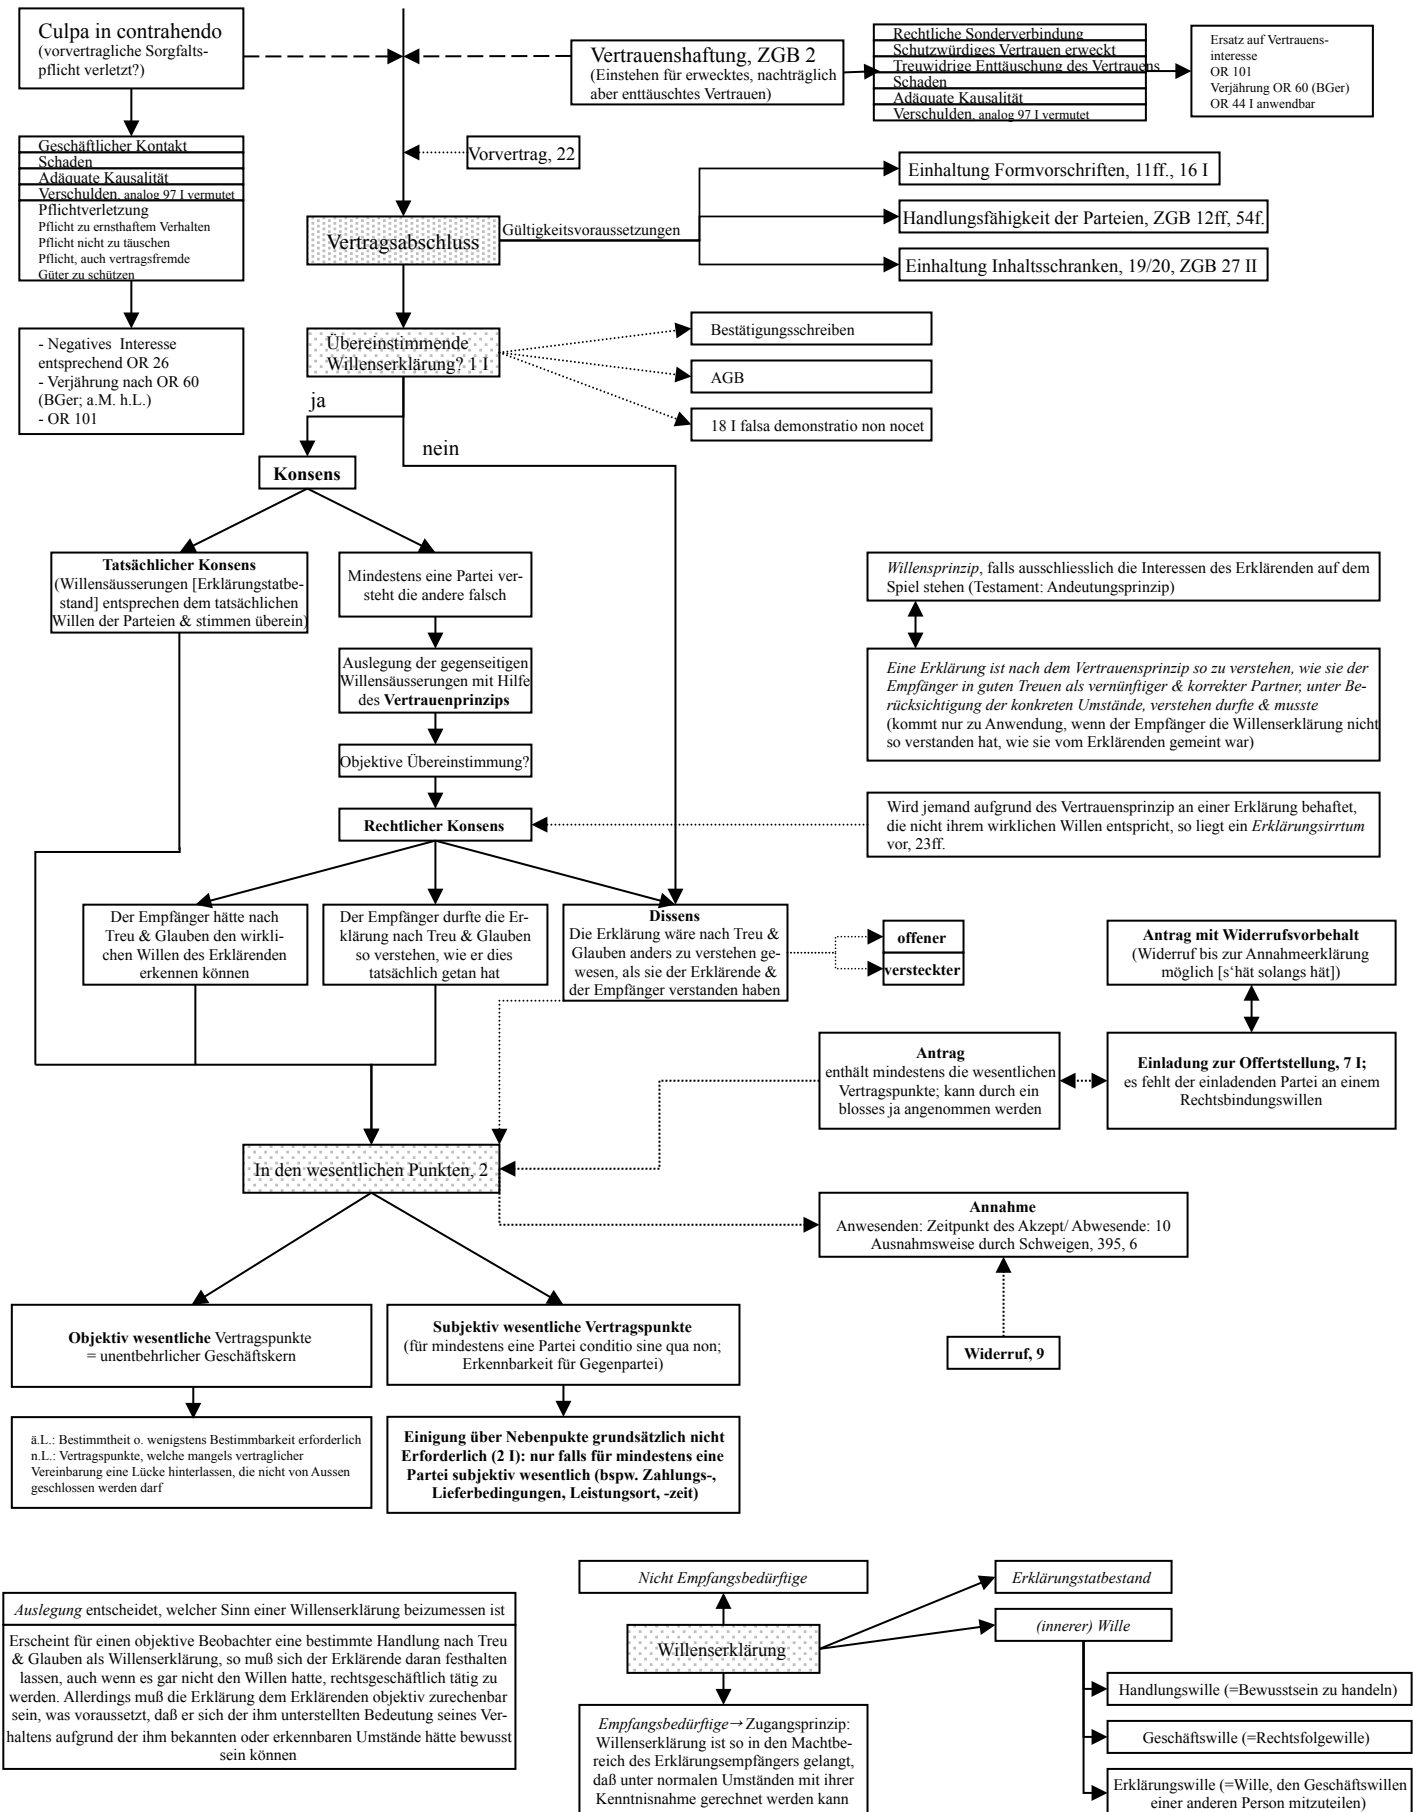 Culpa in contrahendo
(vorvertragliche Sorgfalts-
pflicht verletzt?)
Vertrauenshaftung, ZGB 2
(Einstehen für erwecktes, nachträglich
aber enttäuschtes Vertrauen)
Rechtliche Sonderverbindung
Schutzwürdiges Vertrauen erweckt
Treuwidrige Enttäuschung des Vertrauens
Schaden
Adäquate Kausalität
Verschulden, analog 97 I vermutet
Ersatz auf Vertrauens-
interesse
OR 101
Verjährung OR 60 (BGer)
OR 44 I anwendbar
Geschäftlicher Kontakt
Schaden
Adäquate Kausalität
Verschulden, analog 97 I vermutet
Pflichtverletzung
Pflicht zu ernsthaftem Verhalten
Pflicht nicht zu täuschen
Pflicht, auch vertragsfremde
Güter zu schützen
Vorvertrag, 22
Vertragsabschluss
Gültigkeitsvoraussetzungen
Einhaltung Formvorschriften, 11ff., 16 I
Handlungsfähigkeit der Parteien, ZGB 12ff, 54f.
Einhaltung Inhaltsschranken, 19/20, ZGB 27 II
- Negatives Interesse
entsprechend OR 26
- Verjährung nach OR 60
(BGer; a.M. h.L.)
- OR 101
Übereinstimmende
Willenserklärung? 1 I
Bestätigungsschreiben
AGB
18 I falsa demonstratio non nocet
ja
nein
Konsens
Tatsächlicher Konsens
(Willensäusserungen [Erklärungstatbe-
stand] entsprechen dem tatsächlichen
Willen der Parteien & stimmen überein)
Mindestens eine Partei ver-
steht die andere falsch
Auslegung der gegenseitigen
Willensäusserungen mit Hilfe
des Vertrauenprinzips
Objektive Übereinstimmung?
Rechtlicher Konsens
Willensprinzip, falls ausschliesslich die Interessen des Erklärenden auf dem
Spiel stehen (Testament: Andeutungsprinzip)
Eine Erklärung ist nach dem Vertrauensprinzip so zu verstehen, wie sie der
Empfänger in guten Treuen als vernünftiger & korrekter Partner, unter Be-
rücksichtigung der konkreten Umstände, verstehen durfte & musste
(kommt nur zu Anwendung, wenn der Empfänger die Willenserklärung nicht
so verstanden hat, wie sie vom Erklärenden gemeint war)
Wird jemand aufgrund des Vertrauensprinzip an einer Erklärung behaftet,
die nicht ihrem wirklichen Willen entspricht, so liegt ein Erklärungsirrtum
vor, 23ff.
Der Empfänger hätte nach
Treu & Glauben den wirkli-
chen Willen des Erklärenden
erkennen können
Der Empfänger durfte die Er-
klärung nach Treu & Glauben
so verstehen, wie er dies
tatsächlich getan hat
Dissens
Die Erklärung wäre nach Treu &
Glauben anders zu verstehen ge-
wesen, als sie der Erklärende &
der Empfänger verstanden haben
offener
versteckter
Antrag mit Widerrufsvorbehalt
(Widerruf bis zur Annahmeerklärung
möglich [s'hät solangs hät])
Antrag
enthält mindestens die wesentlichen
Vertragspunkte; kann durch ein
blosses ja angenommen werden
Einladung zur Offertstellung, 7 I;
es fehlt der einladenden Partei an einem
Rechtsbindungswillen
In den wesentlichen Punkten, 2
Annahme
Anwesenden: Zeitpunkt des Akzept/ Abwesende: 10
Ausnahmsweise durch Schweigen, 395, 6
Widerruf, 9
Objektiv wesentliche Vertragspunkte
= unentbehrlicher Geschäftskern
Subjektiv wesentliche Vertragspunkte
(für mindestens eine Partei conditio sine qua non;
Erkennbarkeit für Gegenpartei)
ä.L.: Bestimmtheit o. wenigstens Bestimmbarkeit erforderlich
n.L.: Vertragspunkte, welche mangels vertraglicher
Vereinbarung eine Lücke hinterlassen, die nicht von Aussen
geschlossen werden darf
Einigung über Nebenpukte grundsätzlich nicht
Erforderlich (2 I): nur falls für mindestens eine
Partei subjektiv wesentlich (bspw. Zahlungs-,
Lieferbedingungen, Leistungsort, -zeit)
Auslegung entscheidet, welcher Sinn einer Willenserklärung beizumessen ist
Erscheint für einen objektive Beobachter eine bestimmte Handlung nach Treu
& Glauben als Willenserklärung, so muß sich der Erklärende daran festhalten
lassen, auch wenn es gar nicht den Willen hatte, rechtsgeschäftlich tätig zu
werden. Allerdings muß die Erklärung dem Erklärenden objektiv zurechenbar
sein, was voraussetzt, daß er sich der ihm unterstellten Bedeutung seines Ver-
haltens aufgrund der ihm bekannten oder erkennbaren Umstände hätte bewusst
sein können
Nicht Empfangsbedürftige
Willenserklärung
Empfangsbedürftige→ Zugangsprinzip:
Willenserklärung ist so in den Machtbe-
reich des Erklärungsempfängers gelangt,
daß unter normalen Umständen mit ihrer
Kenntnisnahme gerechnet werden kann
Erklärungstatbestand
(innerer) Wille
Handlungswille (=Bewusstsein zu handeln)
Geschäftswille (=Rechtsfolgewille)
Erklärungswille (=Wille, den Geschäftswillen
einer anderen Person mitzuteilen)